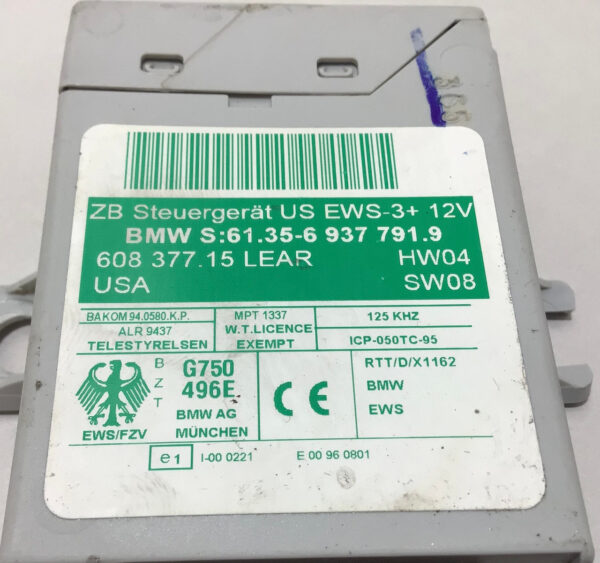 ZB Steuergerät US EWS-3+ 12V
BMW S:61.35-6 937 791.9
608 377.15 LEAR HW04
USA SW08
BAKOM 94.0580.K.P. MPT 1337 125 KHZ
ALR 9437 W.T.LICENCE
TELESTYRELSEN EXEMPT ICP-050TC-95
B Z T G750 RTT/D/X1162
496E CE BMW
BMW AG EWS
EWS/FZV MÜNCHEN
e1 I-00 0221 E 00 96 0801